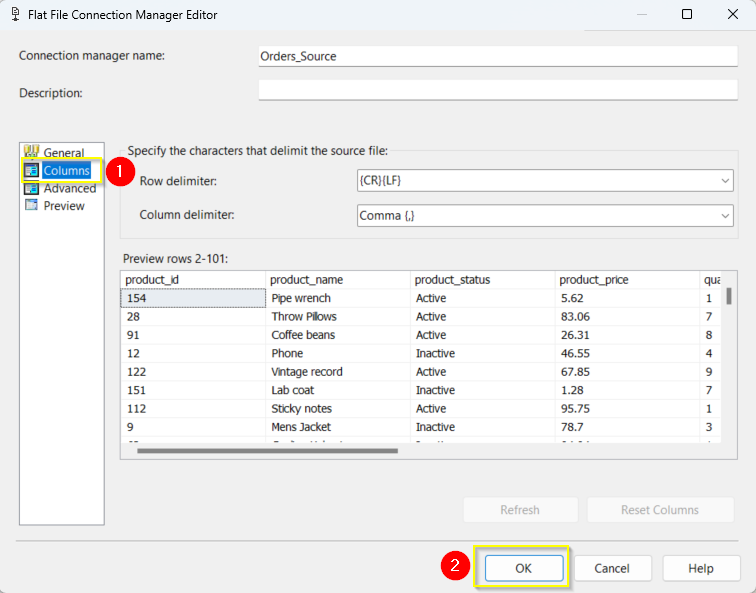 Flat File Connection Manager Editor
Connection manager name: Orders_Source
Description:
General
Columns 1
Advanced
Preview
Specify the characters that delimit the source file:
Row delimiter: {CR}{LF}
Column delimiter: Comma {,}
Preview rows 2-101:
product_id product_name product_status product_price qua
154 Pipe wrench Active 5.62 1
28 Throw Pillows Active 83.06 7
91 Coffee beans Active 26.31 8
12 Phone Inactive 46.55 4
122 Vintage record Active 67.85 9
151 Lab coat Inactive 1.28 7
112 Sticky notes Active 95.75 1
9 Mens Jacket Inactive 78.7 3
Refresh Reset Columns
2 OK Cancel Help